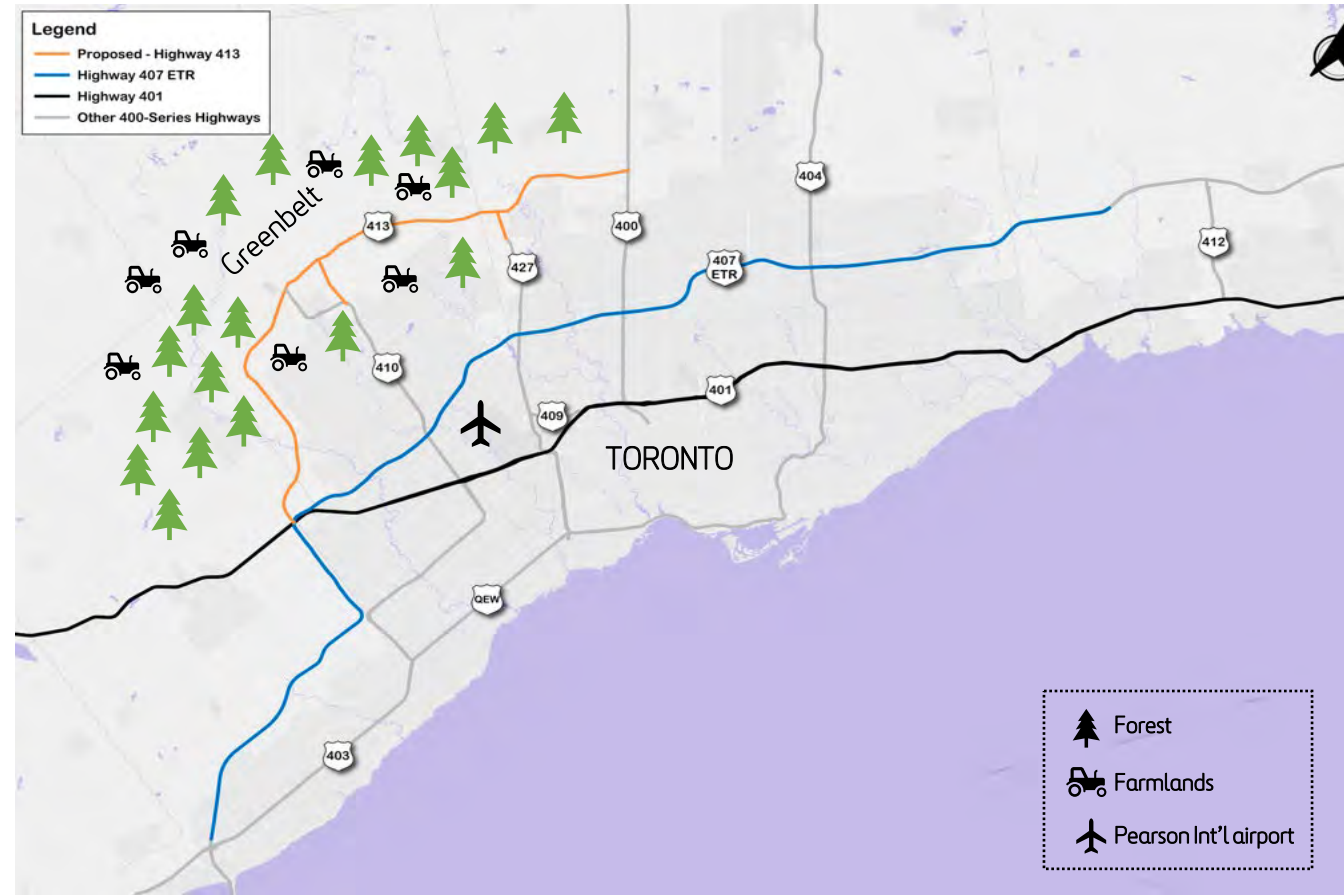 Legend
Proposed - Highway 413
Highway 407 ETR
Highway 401
Other 400-Series Highways
404
Greenbelt
413
400
412
427
407
ETR
410
401
409
TORONTO
QEW
403
Forest
Farmlands
Pearson Int'l airport